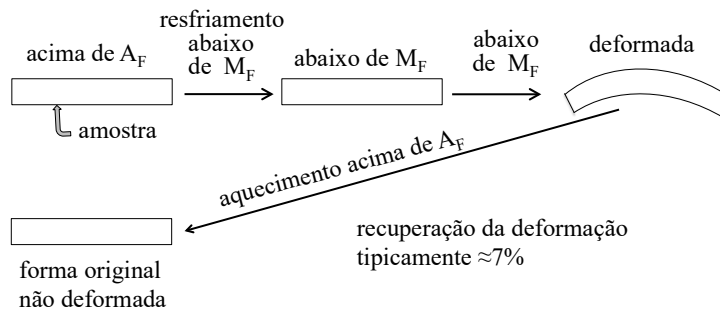 acima de A_F
resfriamento
abaixo
de M_F
abaixo de M_F
abaixo
de M_F
deformada
amostra
aquecimento acima de A_F
forma original
não deformada
recuperação da deformação
tipicamente ≈7%